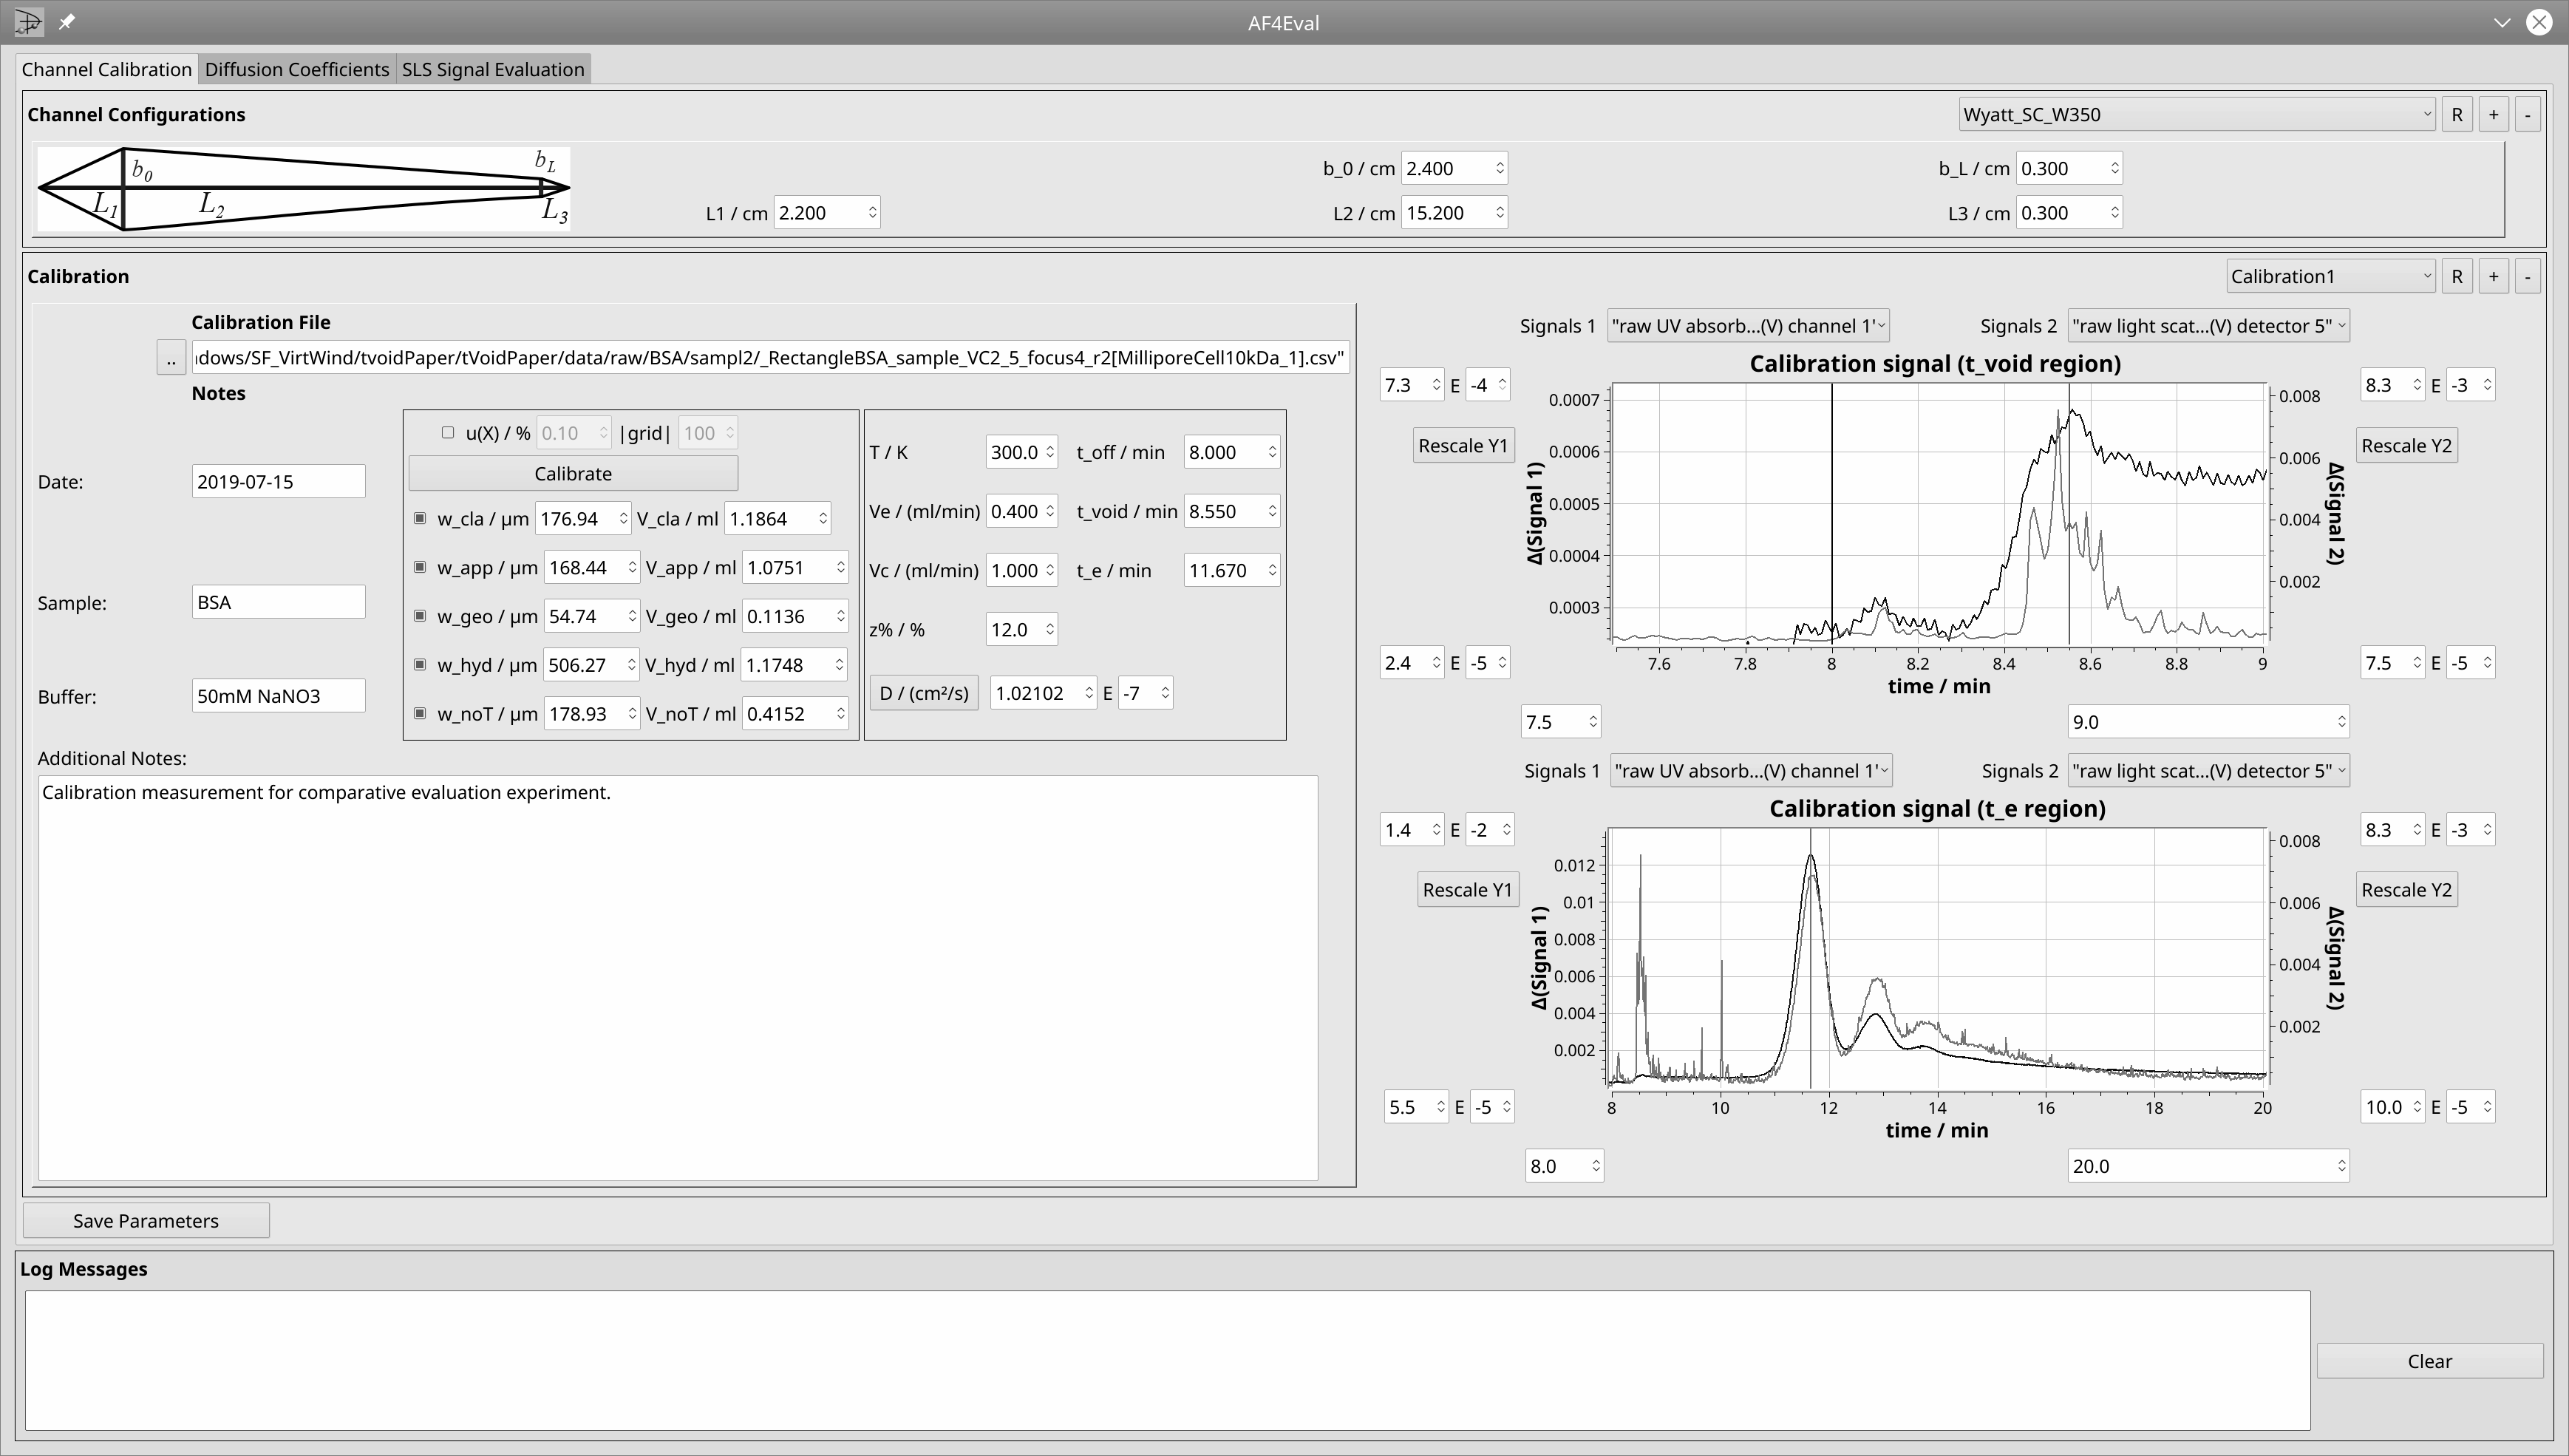 AF4Eval
Channel Calibration Diffusion Coefficients SLS Signal Evaluation
Channel Configurations Wyatt_SC_W350 R + -
b0 bL L1 L2 L3
b_0 / cm 2.400 b_L / cm 0.300
L1 / cm 2.200 L2 / cm 15.200 L3 / cm 0.300
Calibration Calibration1 R + -
Calibration File
.. dows/SF_VirtWind/tvoidPaper/tVoidPaper/data/raw/BSA/sampl2/_RectangleBSA_sample_VC2_5_focus4_r2[MilliporeCell10kDa_1].csv"
Notes
Date: 2019-07-15
Sample: BSA
Buffer: 50mM NaNO3
u(X) / % 0.10 |grid| 100
Calibrate
w_cla / µm 176.94 V_cla / ml 1.1864
w_app / µm 168.44 V_app / ml 1.0751
w_geo / µm 54.74 V_geo / ml 0.1136
w_hyd / µm 506.27 V_hyd / ml 1.1748
w_noT / µm 178.93 V_noT / ml 0.4152
T / K 300.0 t_off / min 8.000
Ve / (ml/min) 0.400 t_void / min 8.550
Vc / (ml/min) 1.000 t_e / min 11.670
z% / % 12.0
D / (cm²/s) 1.02102 E -7
Additional Notes:
Calibration measurement for comparative evaluation experiment.
Signals 1 "raw UV absorb...(V) channel 1' Signals 2 "raw light scat...(V) detector 5"
Calibration signal (t_void region)
7.3 E -4
Rescale Y1
2.4 E -5
Δ(Signal 1)
0.0007
0.0006
0.0005
0.0004
0.0003
7.6 7.8 8 8.2 8.4 8.6 8.8 9
time / min
0.008
0.006
0.004
0.002
Δ(Signal 2)
8.3 E -3
Rescale Y2
7.5 E -5
7.5 9.0
Signals 1 "raw UV absorb...(V) channel 1' Signals 2 "raw light scat...(V) detector 5"
Calibration signal (t_e region)
1.4 E -2
Rescale Y1
5.5 E -5
Δ(Signal 1)
0.012
0.01
0.008
0.006
0.004
0.002
8 10 12 14 16 18 20
time / min
0.008
0.006
0.004
0.002
Δ(Signal 2)
8.3 E -3
Rescale Y2
10.0 E -5
8.0 20.0
Save Parameters
Log Messages
Clear